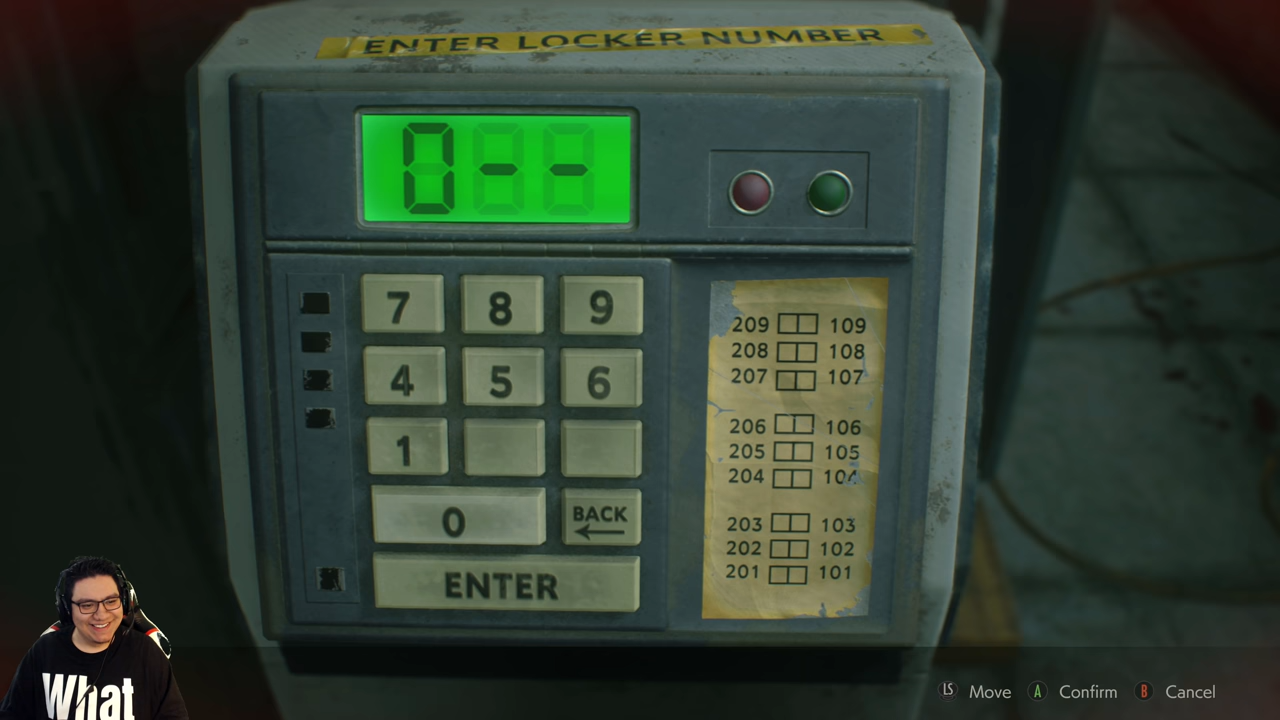 ENTER LOCKER NUMBER
0--
7 8 9
4 5 6
1
0 BACK
ENTER
209 109
208 108
207 107
206 106
205 105
204 104
203 103
202 102
201 101
What
LS Move A Confirm B Cancel